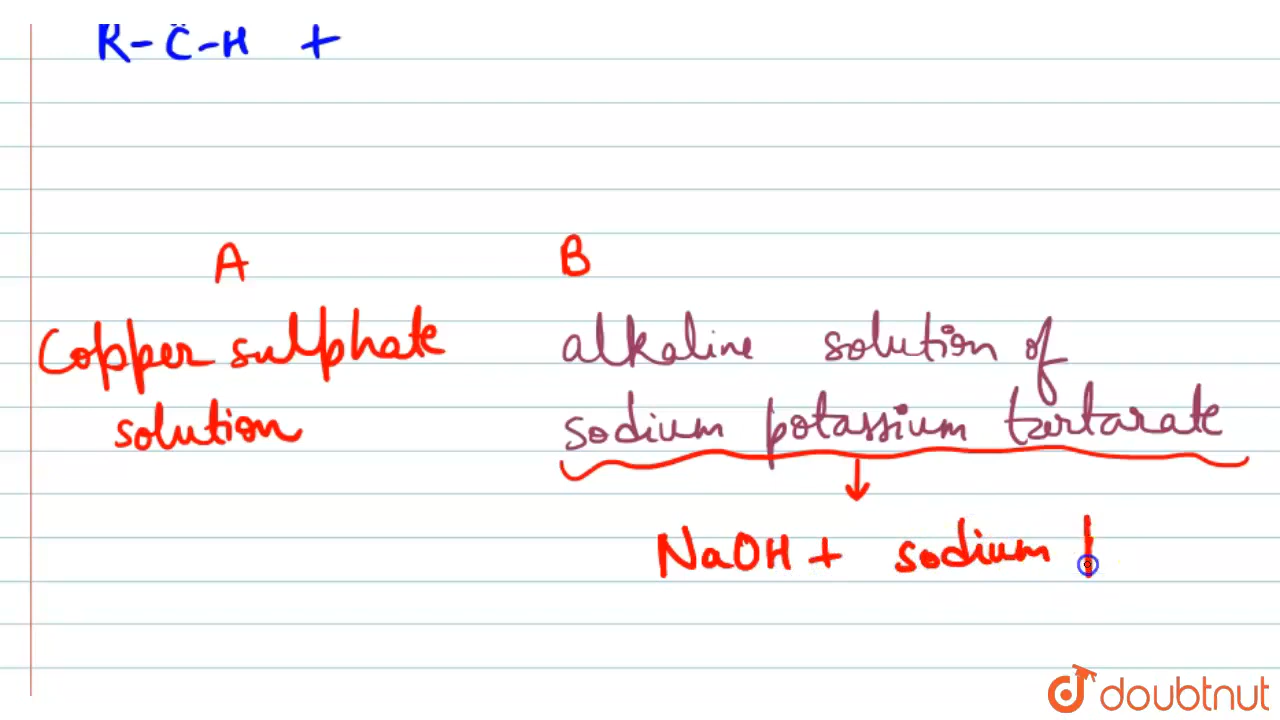 R-C-H +
A B
Copper sulphate alkaline solution of
solution sodium potassium tartarate
NaOH + sodium
doubtnut